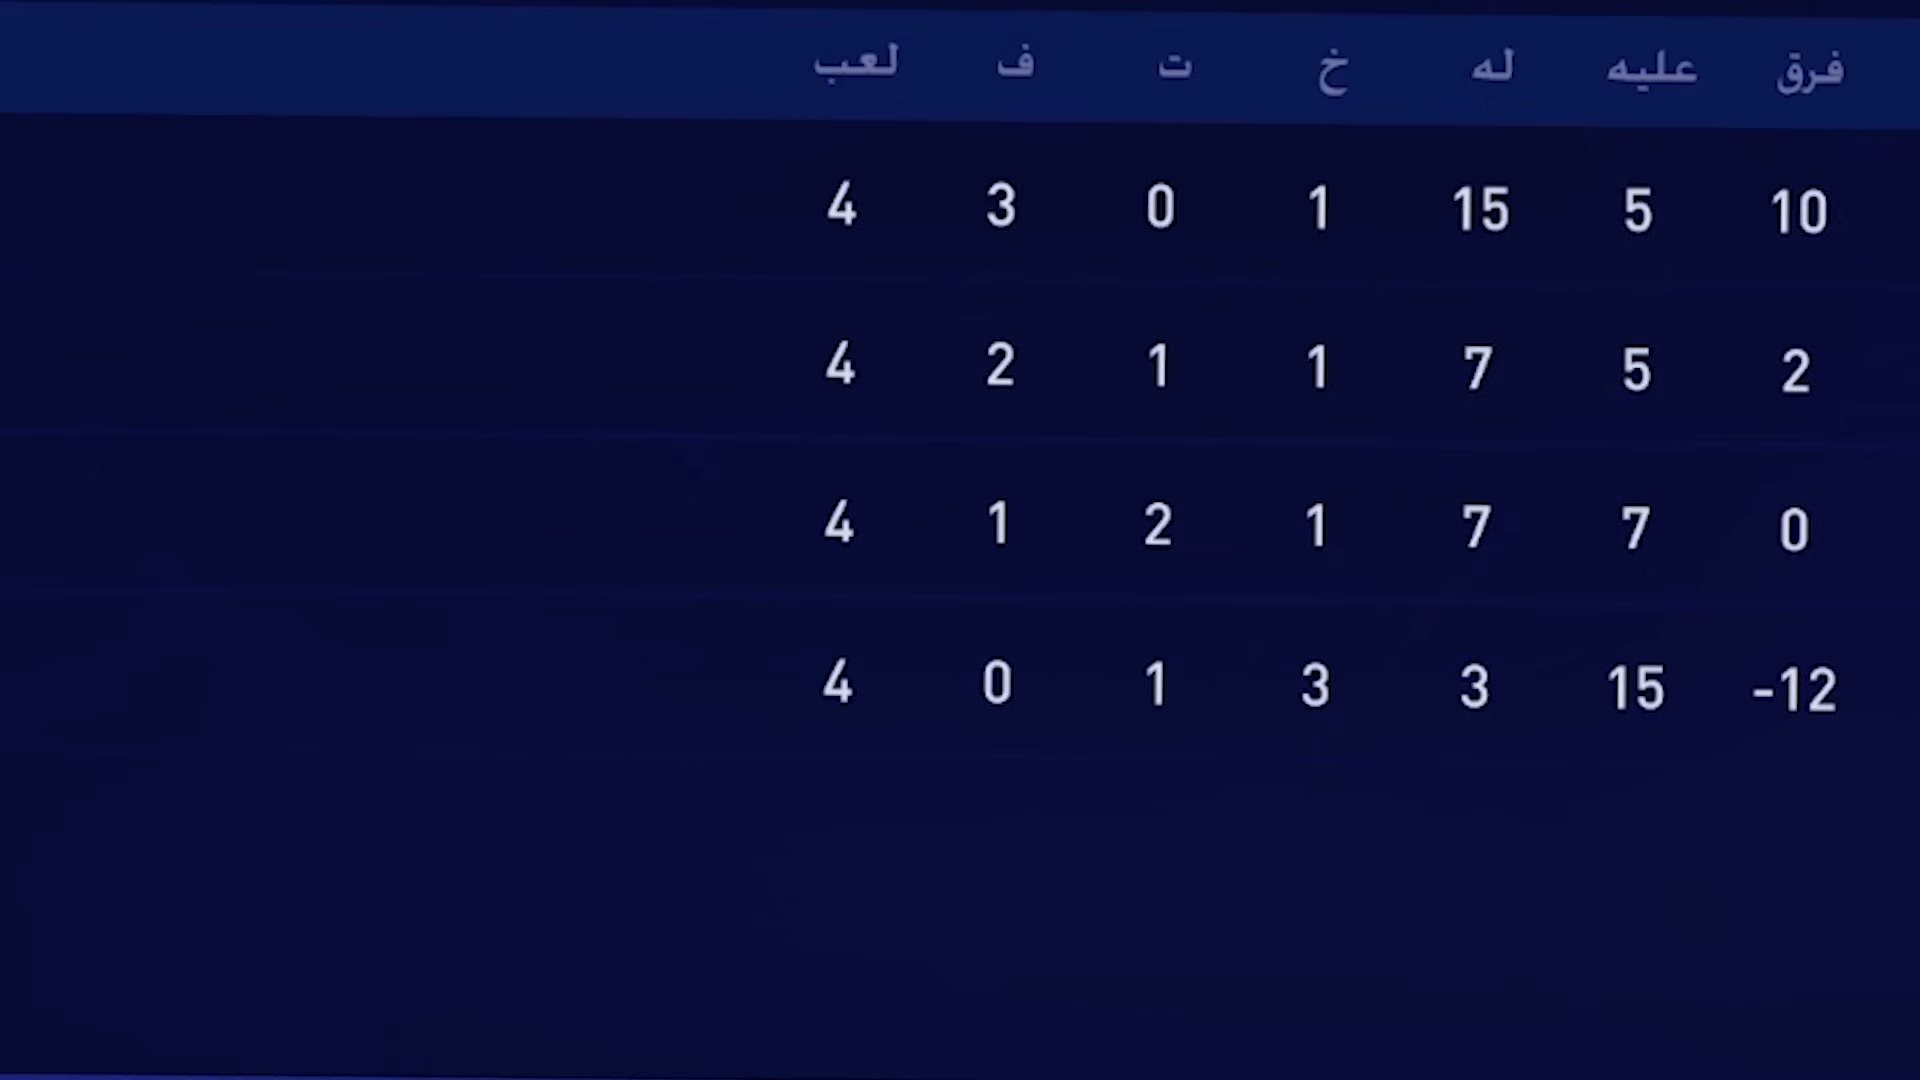 لعب ف ت خ له عليه فرق
4 3 0 1 15 5 10
4 2 1 1 7 5 2
4 1 2 1 7 7 0
4 0 1 3 3 15 -12